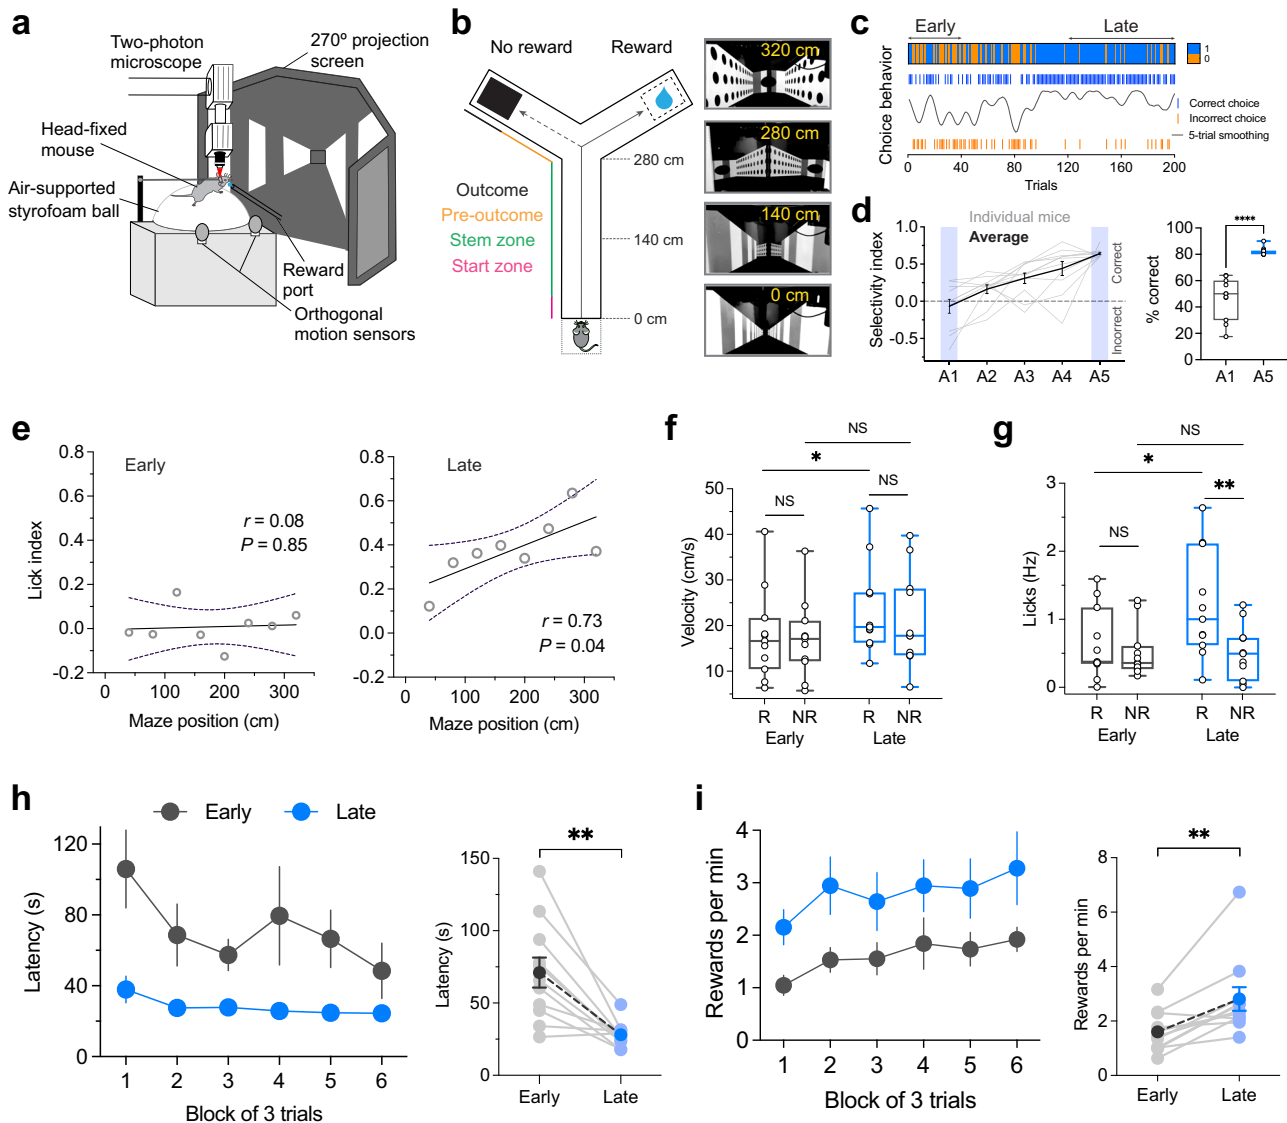 a
Two-photon
microscope
270º projection
screen
Head-fixed
mouse
Air-supported
styrofoam ball
Reward
port
Orthogonal
motion sensors
b
No reward
Reward
280 cm
140 cm
0 cm
Outcome
Pre-outcome
Stem zone
Start zone
320 cm
280 cm
140 cm
0 cm
c
Early
Late
Choice behavior
1
0
Correct choice
Incorrect choice
5-trial smoothing
0
40
80
120
160
200
Trials
d
Individual mice
Average
Selectivity index
1.0
0.5
0.0
-0.5
Correct
Incorrect
A1
A2
A3
A4
A5
% correct
100
80
60
40
20
0
****
A1
A5
e
Early
Lick index
0.8
0.6
0.4
0.2
0.0
-0.2
r = 0.08
P = 0.85
0
100
200
300
Maze position (cm)
Late
0.8
0.6
0.4
0.2
0.0
-0.2
r = 0.73
P = 0.04
0
100
200
300
Maze position (cm)
f
NS
*
NS
NS
Velocity (cm/s)
50
40
30
20
10
R
NR
R
NR
Early
Late
g
NS
*
**
NS
Licks (Hz)
3
2
1
0
R
NR
R
NR
Early
Late
h
Early
Late
Latency (s)
120
80
40
0
1
2
3
4
5
6
Block of 3 trials
**
Latency (s)
150
100
50
0
Early
Late
i
Rewards per min
4
3
2
1
0
1
2
3
4
5
6
Block of 3 trials
**
Rewards per min
8
6
4
2
0
Early
Late